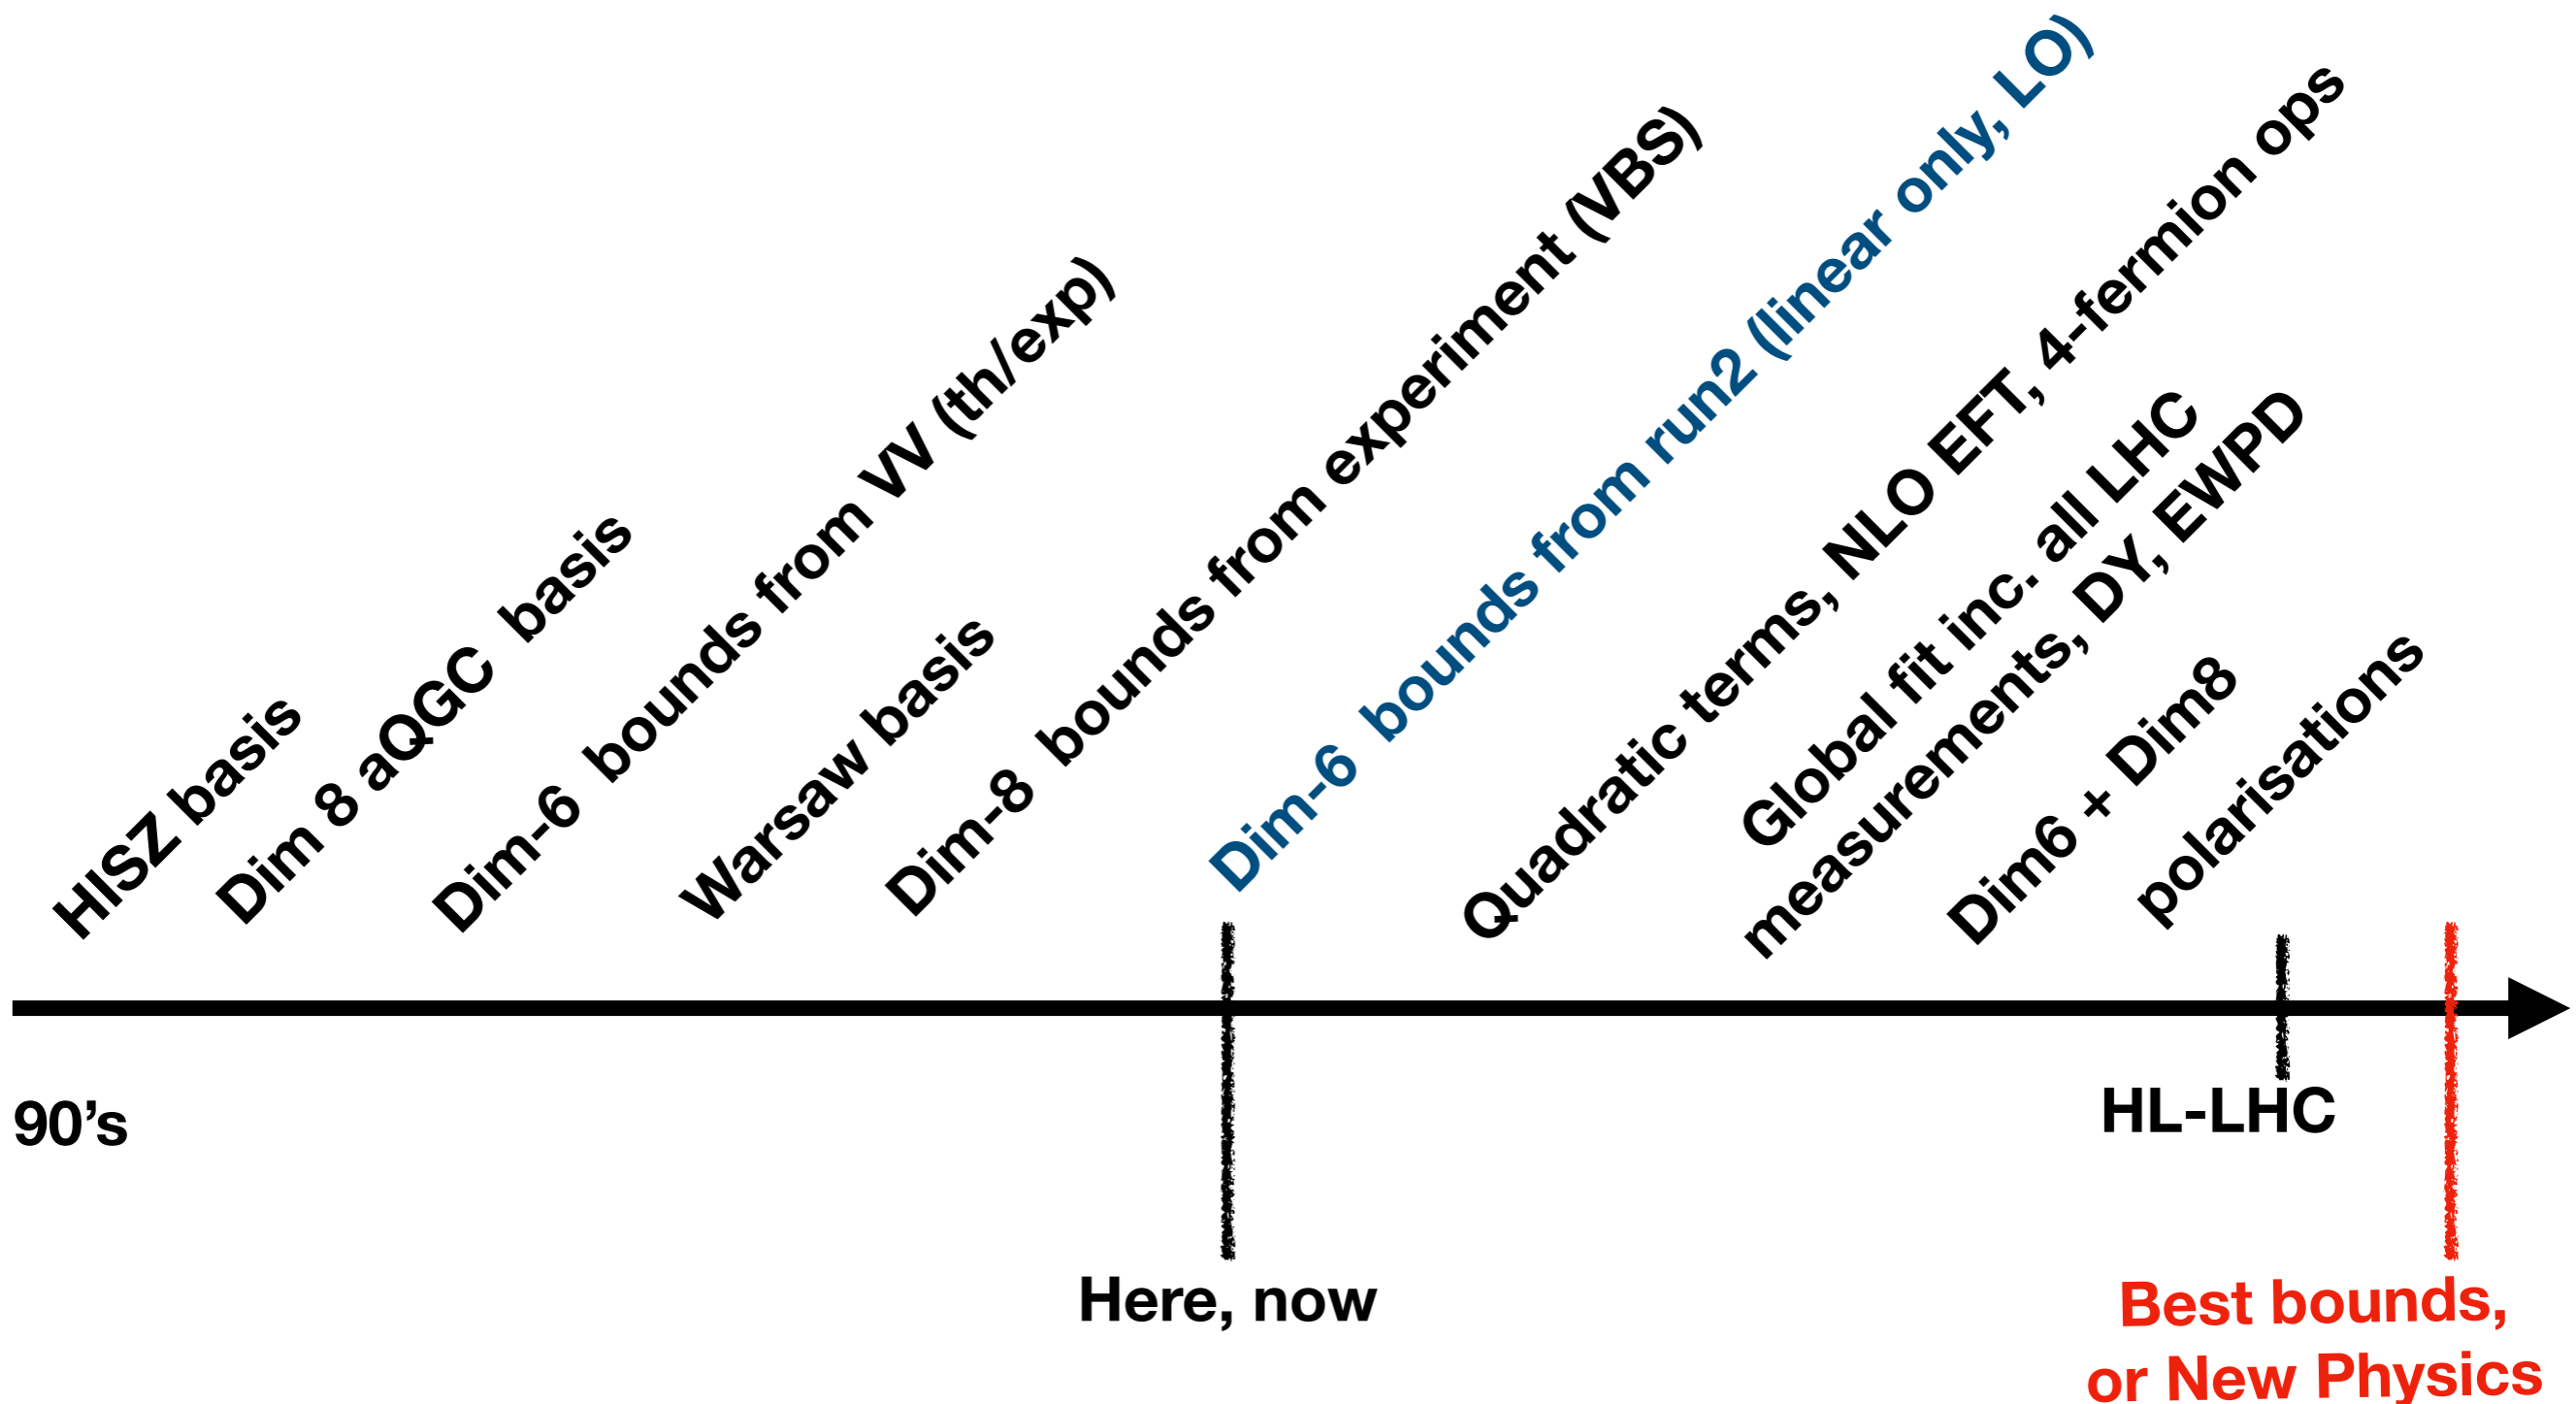 HISZ basis
Dim 8 aQGC basis
Dim-6 bounds from VV (th/exp)
Warsaw basis
Dim-8 bounds from experiment (VBS)
Dim-6 bounds from run2 (linear only, LO)
Quadratic terms, NLO EFT, 4-fermion ops
Global fit inc. all LHC
measurements, DY, EWPD
Dim6 + Dim8
polarisations
90’s
HL-LHC
Here, now
Best bounds,
or New Physics